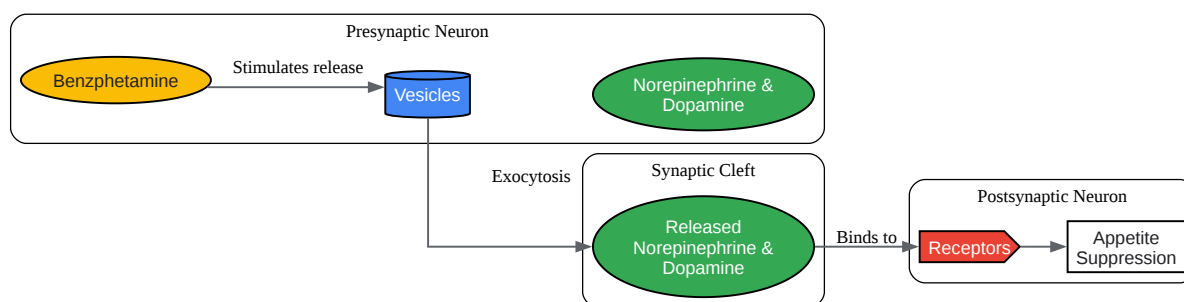 Presynaptic Neuron
Benzphetamine
Stimulates release
Vesicles
Norepinephrine &
Dopamine
Exocytosis
Synaptic Cleft
Released
Norepinephrine &
Dopamine
Binds to
Postsynaptic Neuron
Receptors
Appetite
Suppression